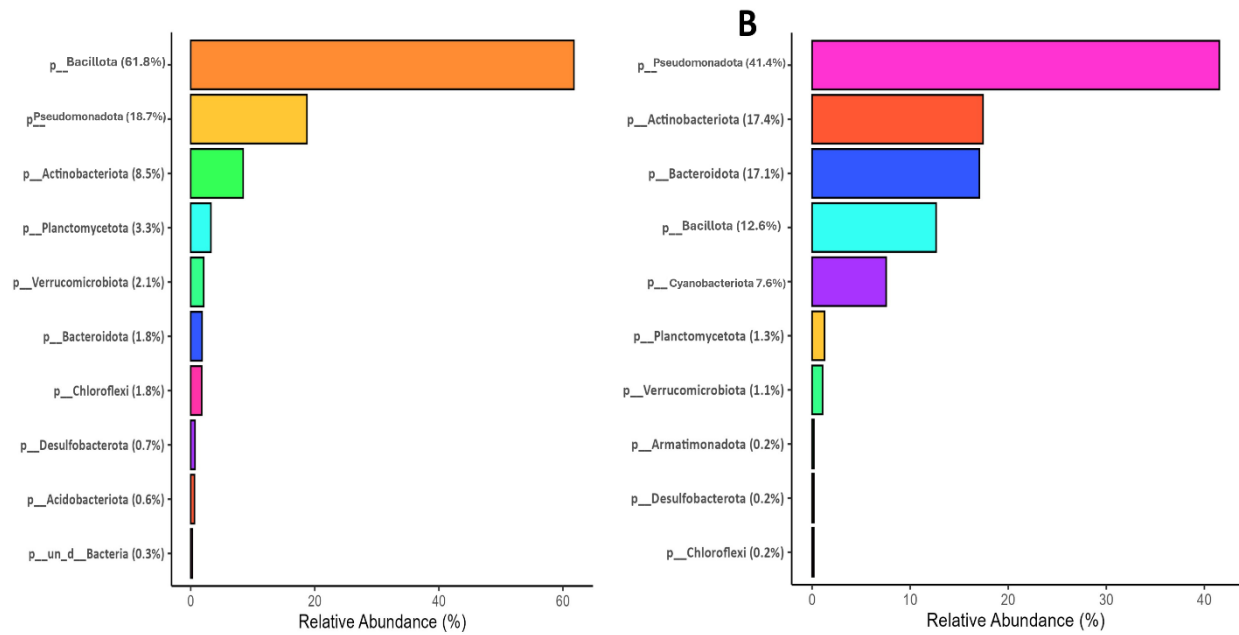 p__Bacillota (61.8%)
p__Pseudomonadota (18.7%)
p__Actinobacteriota (8.5%)
p__Planctomycetota (3.3%)
p__Verrucomicrobiota (2.1%)
p__Bacteroidota (1.8%)
p__Chloroflexi (1.8%)
p__Desulfobacterota (0.7%)
p__Acidobacteriota (0.6%)
p__un_d__Bacteria (0.3%)
0 20 40 60
Relative Abundance (%)
B
p__Pseudomonadota (41.4%)
p__Actinobacteriota (17.4%)
p__Bacteroidota (17.1%)
p__Bacillota (12.6%)
p__Cyanobacteriota 7.6%)
p__Planctomycetota (1.3%)
p__Verrucomicrobiota (1.1%)
p__Armatimonadota (0.2%)
p__Desulfobacterota (0.2%)
p__Chloroflexi (0.2%)
0 10 20 30 40
Relative Abundance (%)